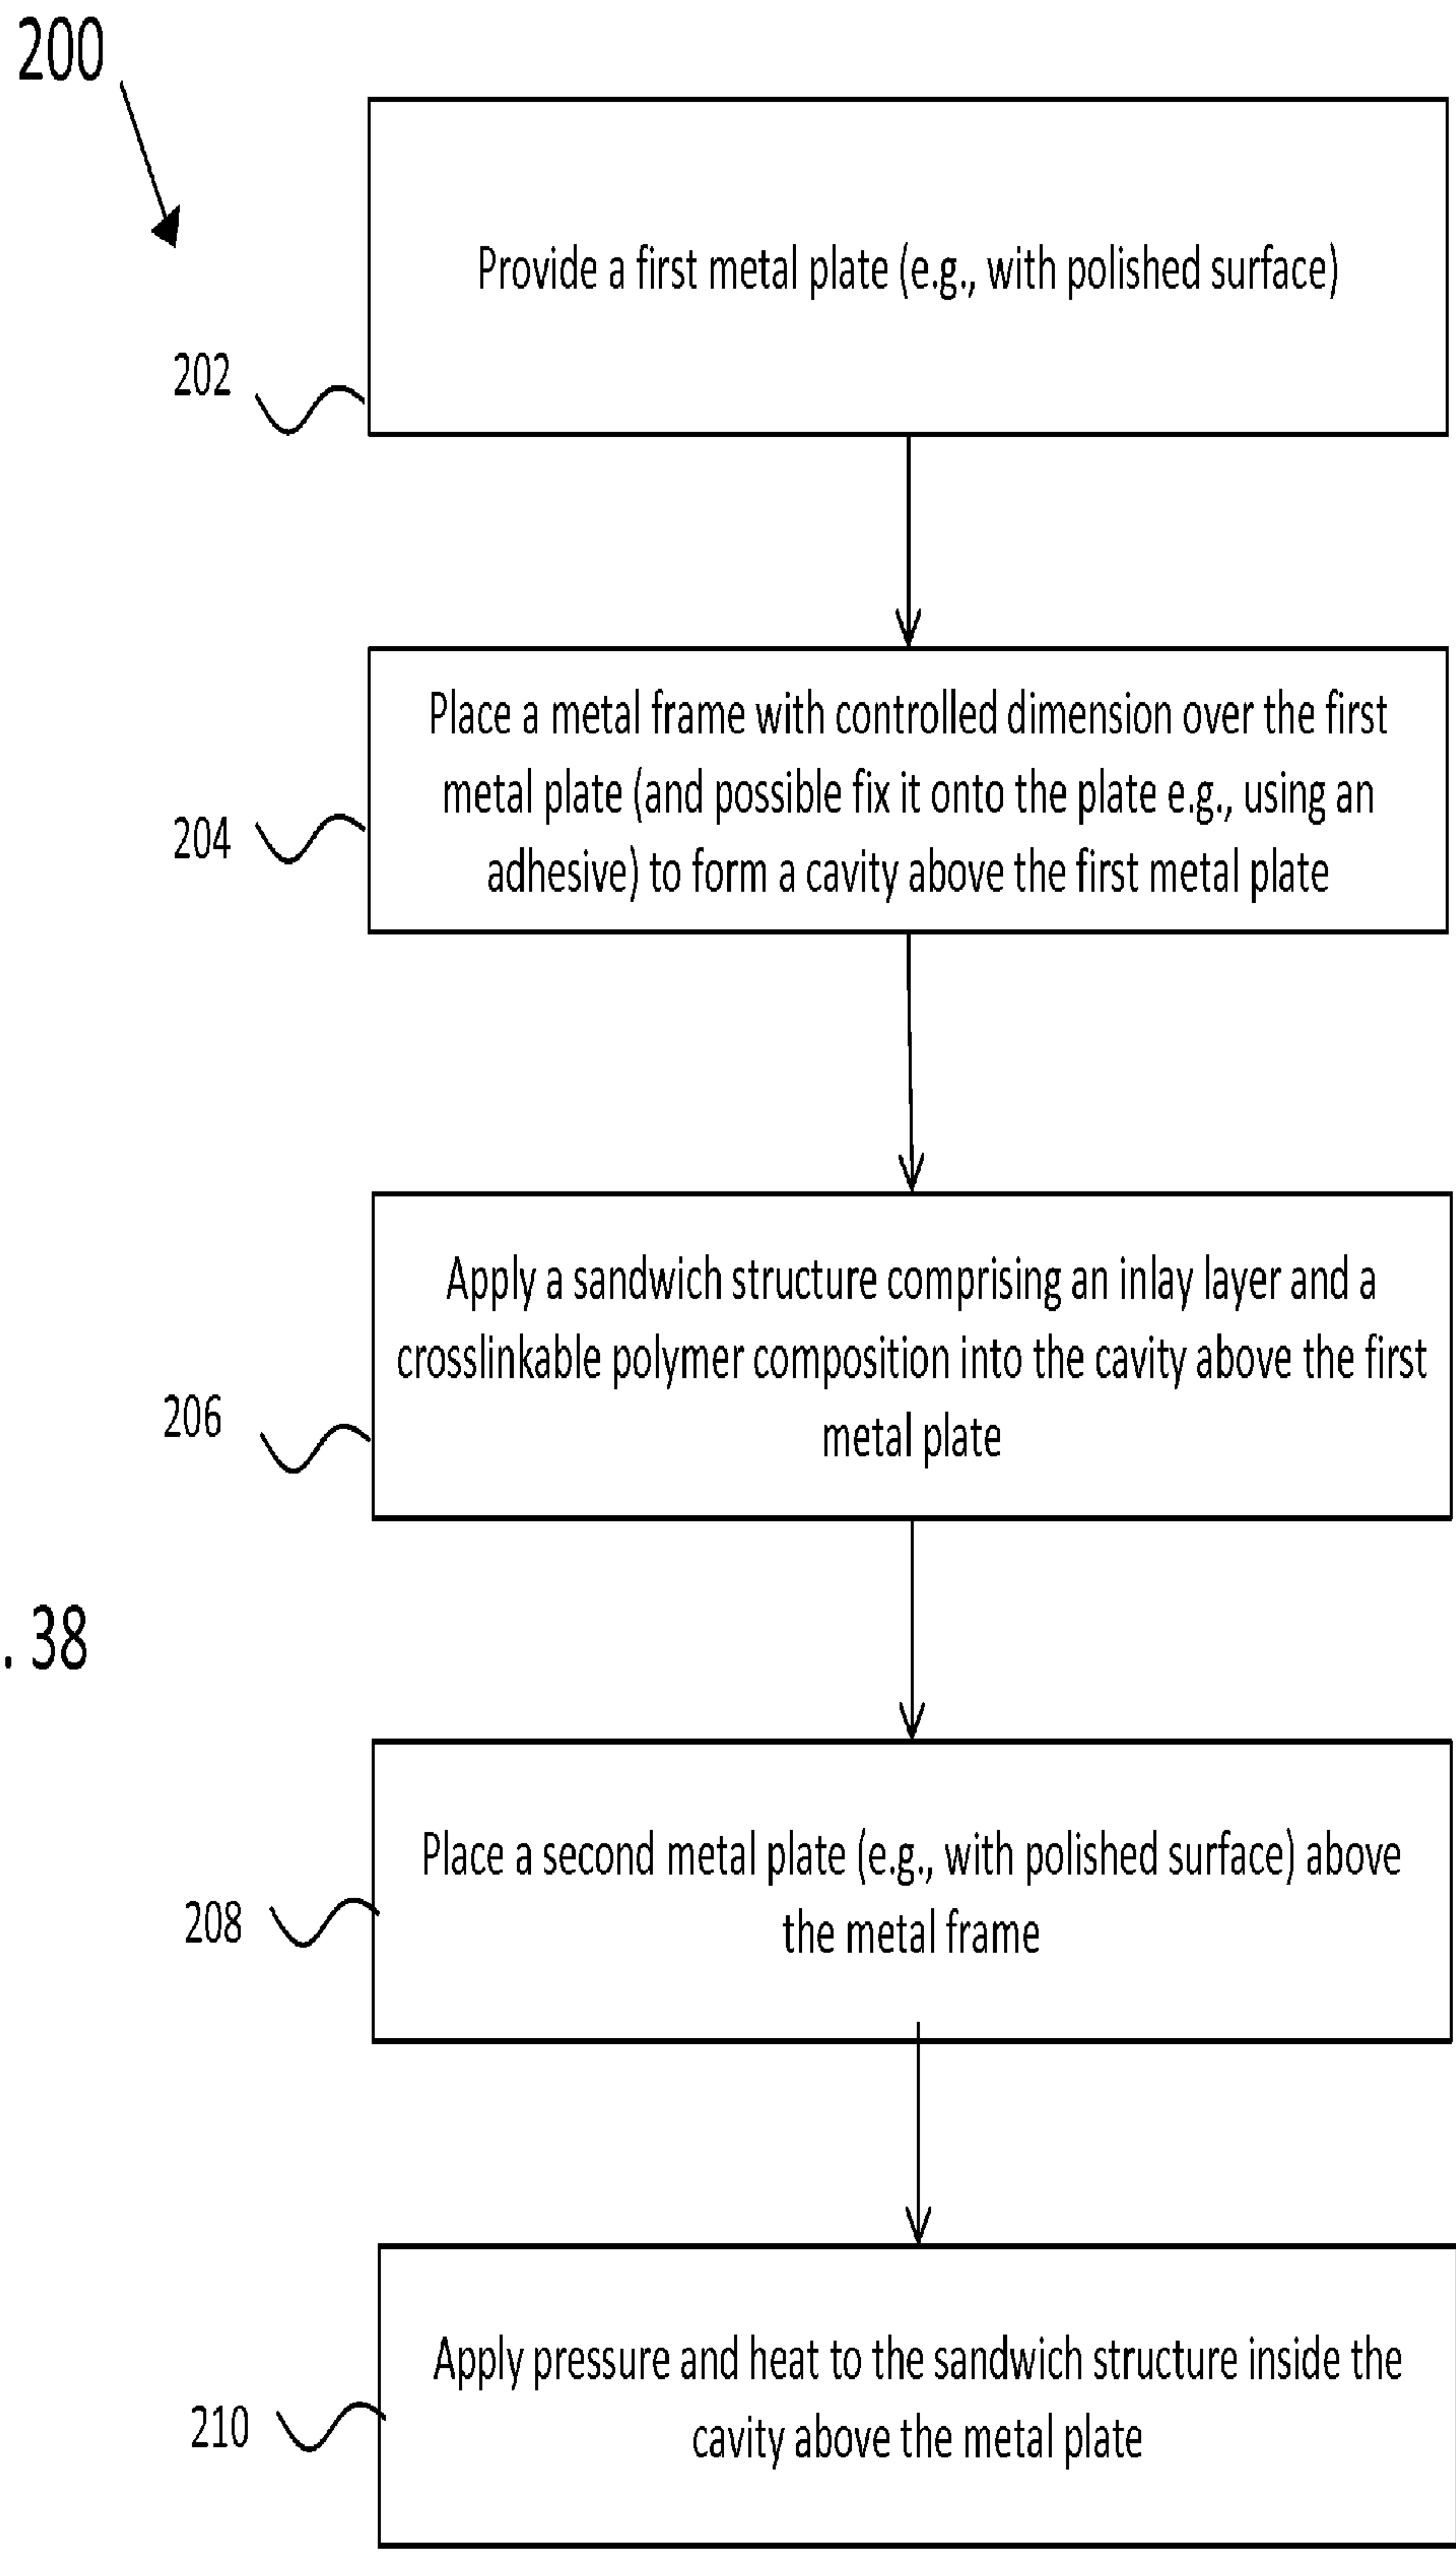 200
Provide a first metal plate (e.g., with polished surface)
202
Place a metal frame with controlled dimension over the first
metal plate (and possible fix it onto the plate e.g., using an
adhesive) to form a cavity above the first metal plate
204
Apply a sandwich structure comprising an inlay layer and a
crosslinkable polymer composition into the cavity above the first
metal plate
206
. 38
Place a second metal plate (e.g., with polished surface) above
the metal frame
208
Apply pressure and heat to the sandwich structure inside the
cavity above the metal plate
210